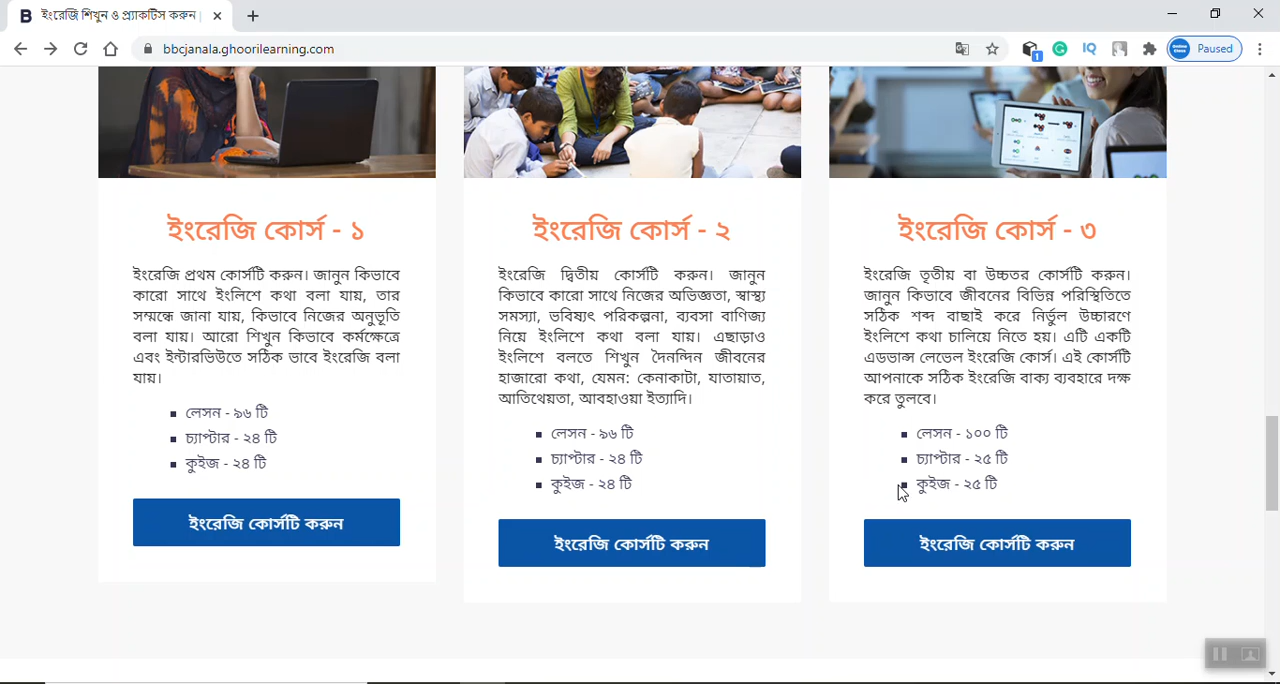 ইংরেজি শিখুন ও প্র্যাকটিস করুন
bbcjanala.ghoorilearning.com
Paused
ইংরেজি কোর্স - ১
ইংরেজি প্রথম কোর্সটি করুন। জানুন কিভাবে
কারো সাথে ইংলিশে কথা বলা যায়, তার
সম্মন্ধে জানা যায়, কিভাবে নিজের অনুভূতি
বলা যায়। আরো শিখুন কিভাবে কর্মক্ষেত্রে
এবং ইন্টারভিউতে সঠিক ভাবে ইংরেজি বলা
যায়।
লেসন - ৯৬ টি
চ্যাপ্টার - ২৪ টি
কুইজ - ২৪ টি
ইংরেজি কোর্সটি করুন
ইংরেজি কোর্স - ২
ইংরেজি দ্বিতীয় কোর্সটি করুন। জানুন
কিভাবে কারো সাথে নিজের অভিজ্ঞতা, স্বাস্থ্য
সমস্যা, ভবিষ্যৎ পরিকল্পনা, ব্যবসা বাণিজ্য
নিয়ে ইংলিশে কথা বলা যায়। এছাড়াও
ইংলিশে বলতে শিখুন দৈনন্দিন জীবনের
হাজারো কথা, যেমন: কেনাকাটা, যাতায়াত,
আতিথেয়তা, আবহাওয়া ইত্যাদি।
লেসন - ৯৬ টি
চ্যাপ্টার - ২৪ টি
কুইজ - ২৪ টি
ইংরেজি কোর্সটি করুন
ইংরেজি কোর্স - ৩
ইংরেজি তৃতীয় বা উচ্চতর কোর্সটি করুন।
জানুন কিভাবে জীবনের বিভিন্ন পরিস্থিতিতে
সঠিক শব্দ বাছাই করে নির্ভুল উচ্চারণে
ইংলিশে কথা চালিয়ে নিতে হয়। এটি একটি
এডভান্স লেভেল ইংরেজি কোর্স। এই কোর্সটি
আপনাকে সঠিক ইংরেজি বাক্য ব্যবহারে দক্ষ
করে তুলবে।
লেসন - ১০০ টি
চ্যাপ্টার - ২৫ টি
কুইজ - ২৫ টি
ইংরেজি কোর্সটি করুন